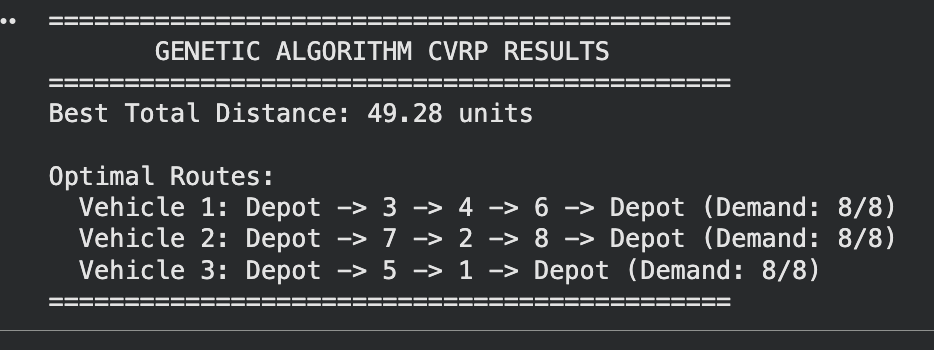 =============================================
GENETIC ALGORITHM CVRP RESULTS
=============================================
Best Total Distance: 49.28 units
Optimal Routes:
Vehicle 1: Depot -> 3 -> 4 -> 6 -> Depot (Demand: 8/8)
Vehicle 2: Depot -> 7 -> 2 -> 8 -> Depot (Demand: 8/8)
Vehicle 3: Depot -> 5 -> 1 -> Depot (Demand: 8/8)
=============================================